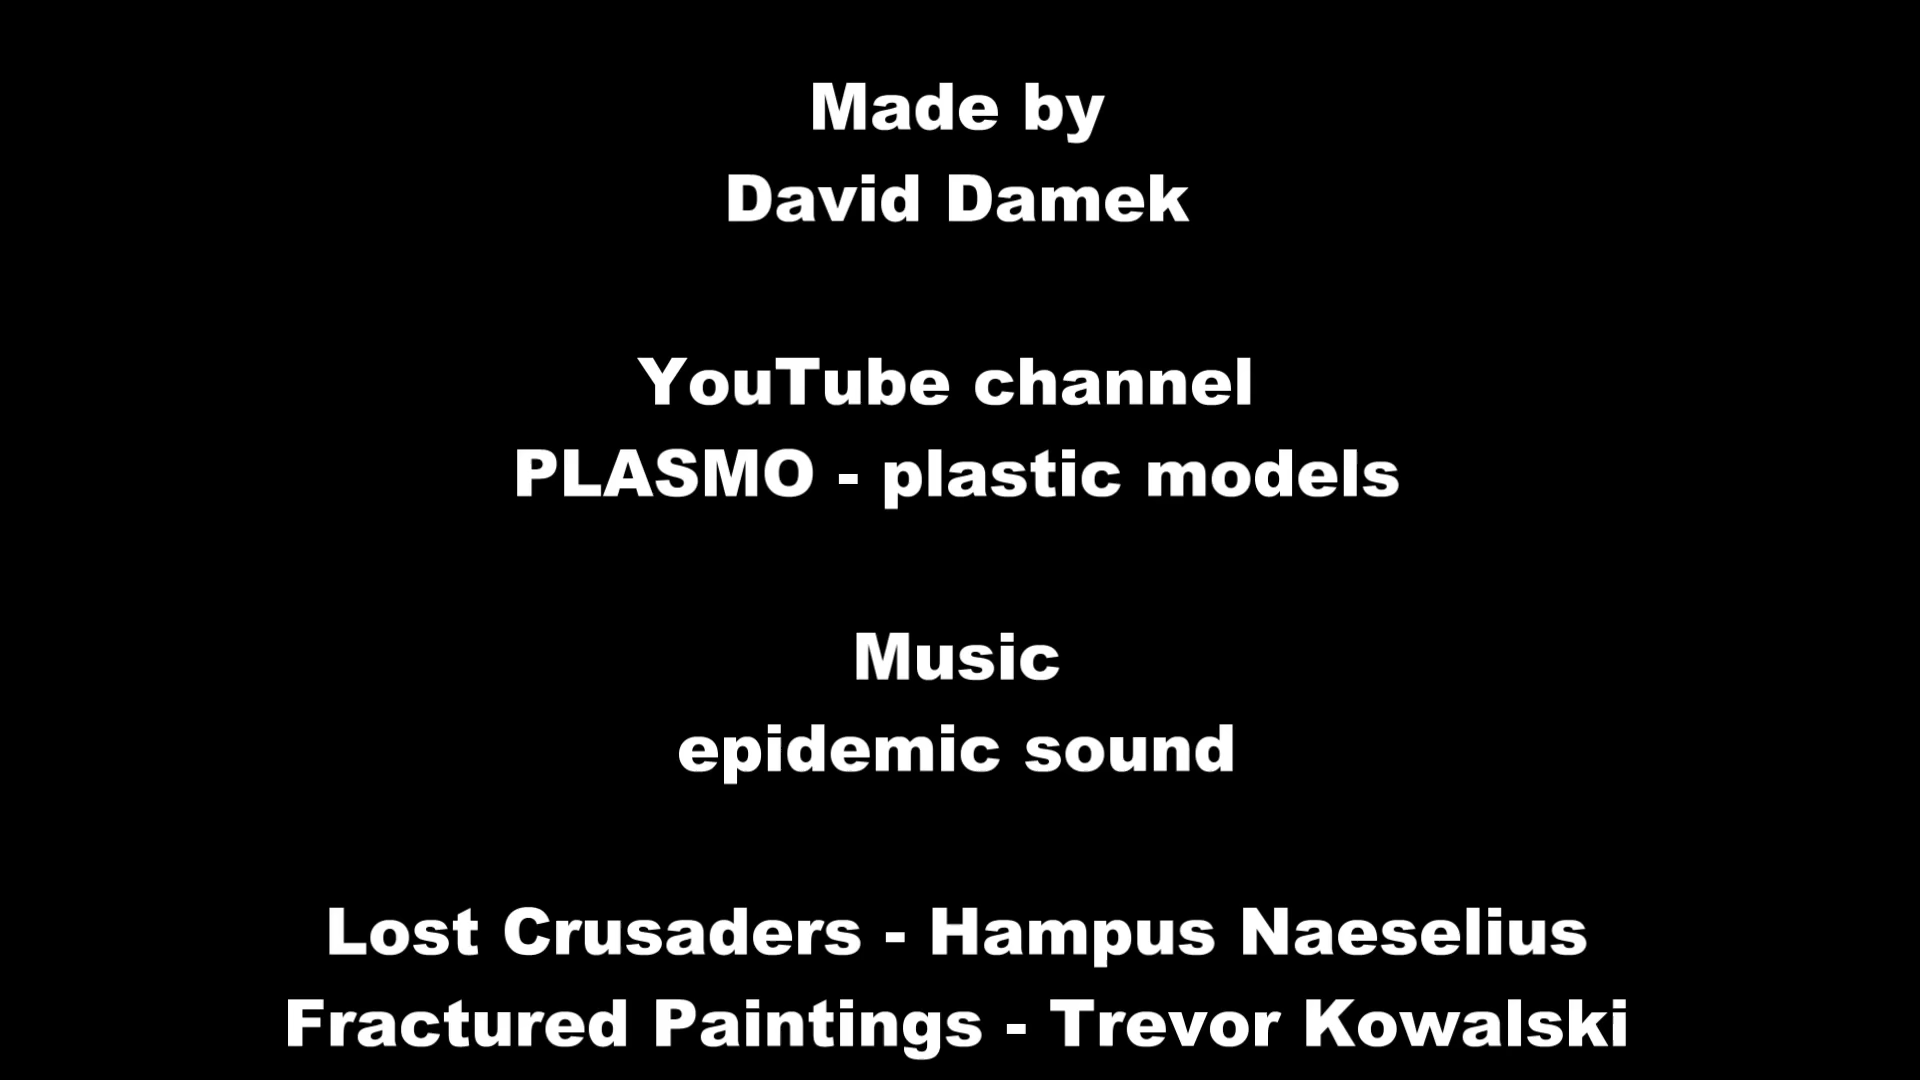 Made by
David Damek
YouTube channel
PLASMO - plastic models
Music
epidemic sound
Lost Crusaders - Hampus Naeselius
Fractured Paintings - Trevor Kowalski